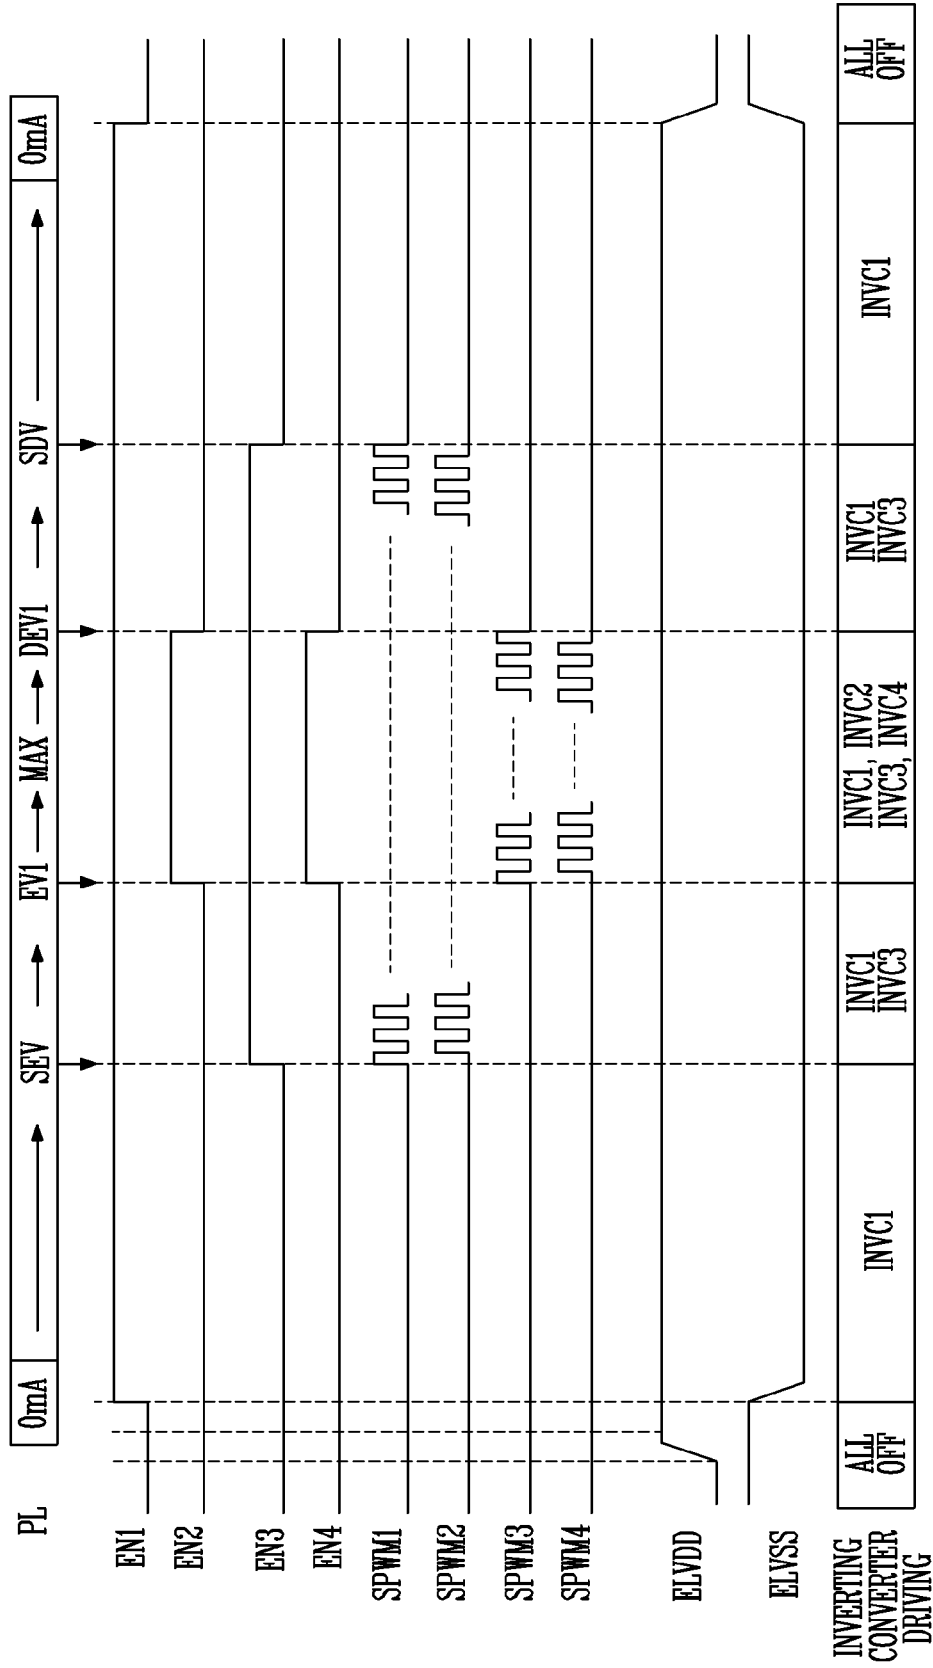 PL
0mA
SEV
EV1
MAX
DEV1
SDV
0mA
EN1
EN2
EN3
EN4
SPWM1
SPWM2
SPWM3
SPWM4
ELVDD
ELVSS
INVERTING
CONVERTER
DRIVING
ALL
OFF
INVC1
INVC1
INVC3
INVC1, INVC2
INVC3, INVC4
INVC1
INVC3
INVC1
ALL
OFF